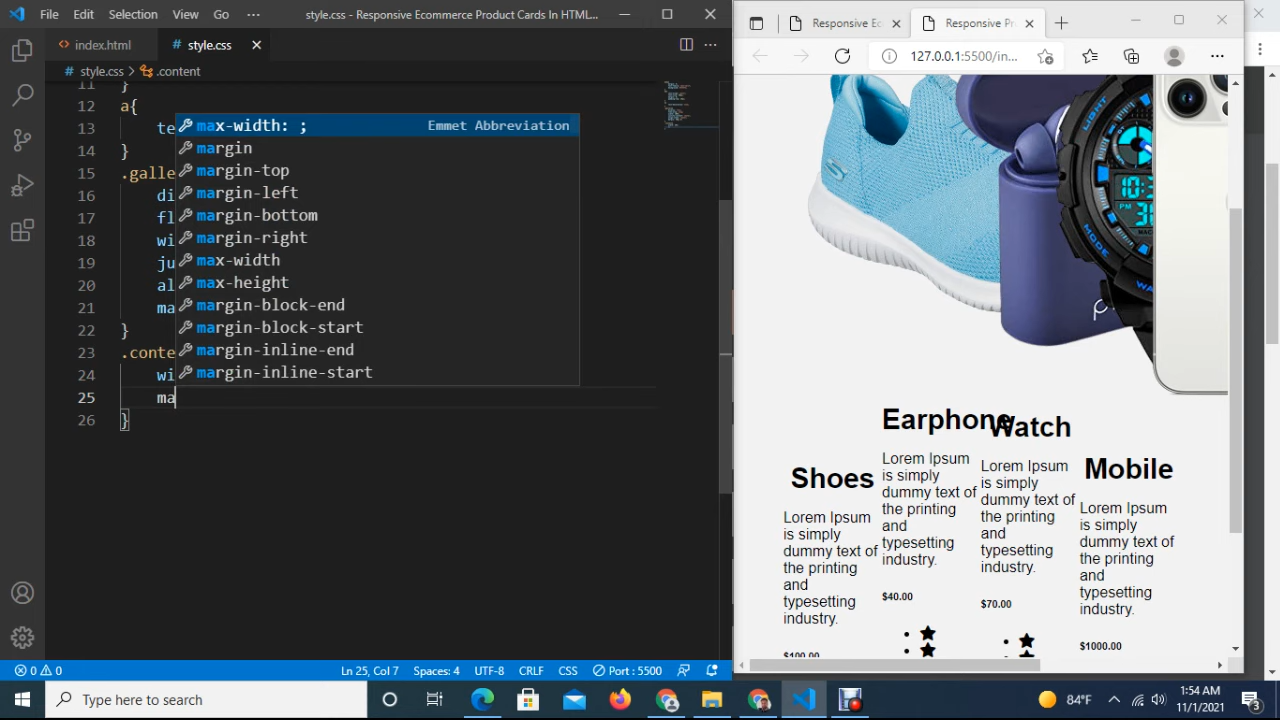 File Edit Selection View Go ··· style.css - Responsive Ecommerce Product Cards In HTML...
index.html style.css
style.css > .content
11 }
12 a{
13 te
14 }
15 .galle
16 di
17 fl
18 wi
19 ju
20 al
21 ma
22 }
23 .conte
24 wi
25 ma
26 }
max-width: ; Emmet Abbreviation
margin
margin-top
margin-left
margin-bottom
margin-right
max-width
max-height
margin-block-end
margin-block-start
margin-inline-end
margin-inline-start
0 0 Ln 25, Col 7 Spaces: 4 UTF-8 CRLF CSS Port : 5500
Responsive Ec Responsive Pr
127.0.0.1:5500/in...
LIGHT
PM
MODE
Earphone
Watch
Mobile
Shoes
Lorem Ipsum
is simply
dummy text of
the printing
and
typesetting
industry.
$100.00
Lorem Ipsum
is simply
dummy text of
the printing
and
typesetting
industry.
$40.00
Lorem Ipsum
is simply
dummy text of
the printing
and
typesetting
industry.
$70.00
Lorem Ipsum
is simply
dummy text of
the printing
and
typesetting
industry.
$1000.00
Type here to search
84°F
1:54 AM
11/1/2021
3